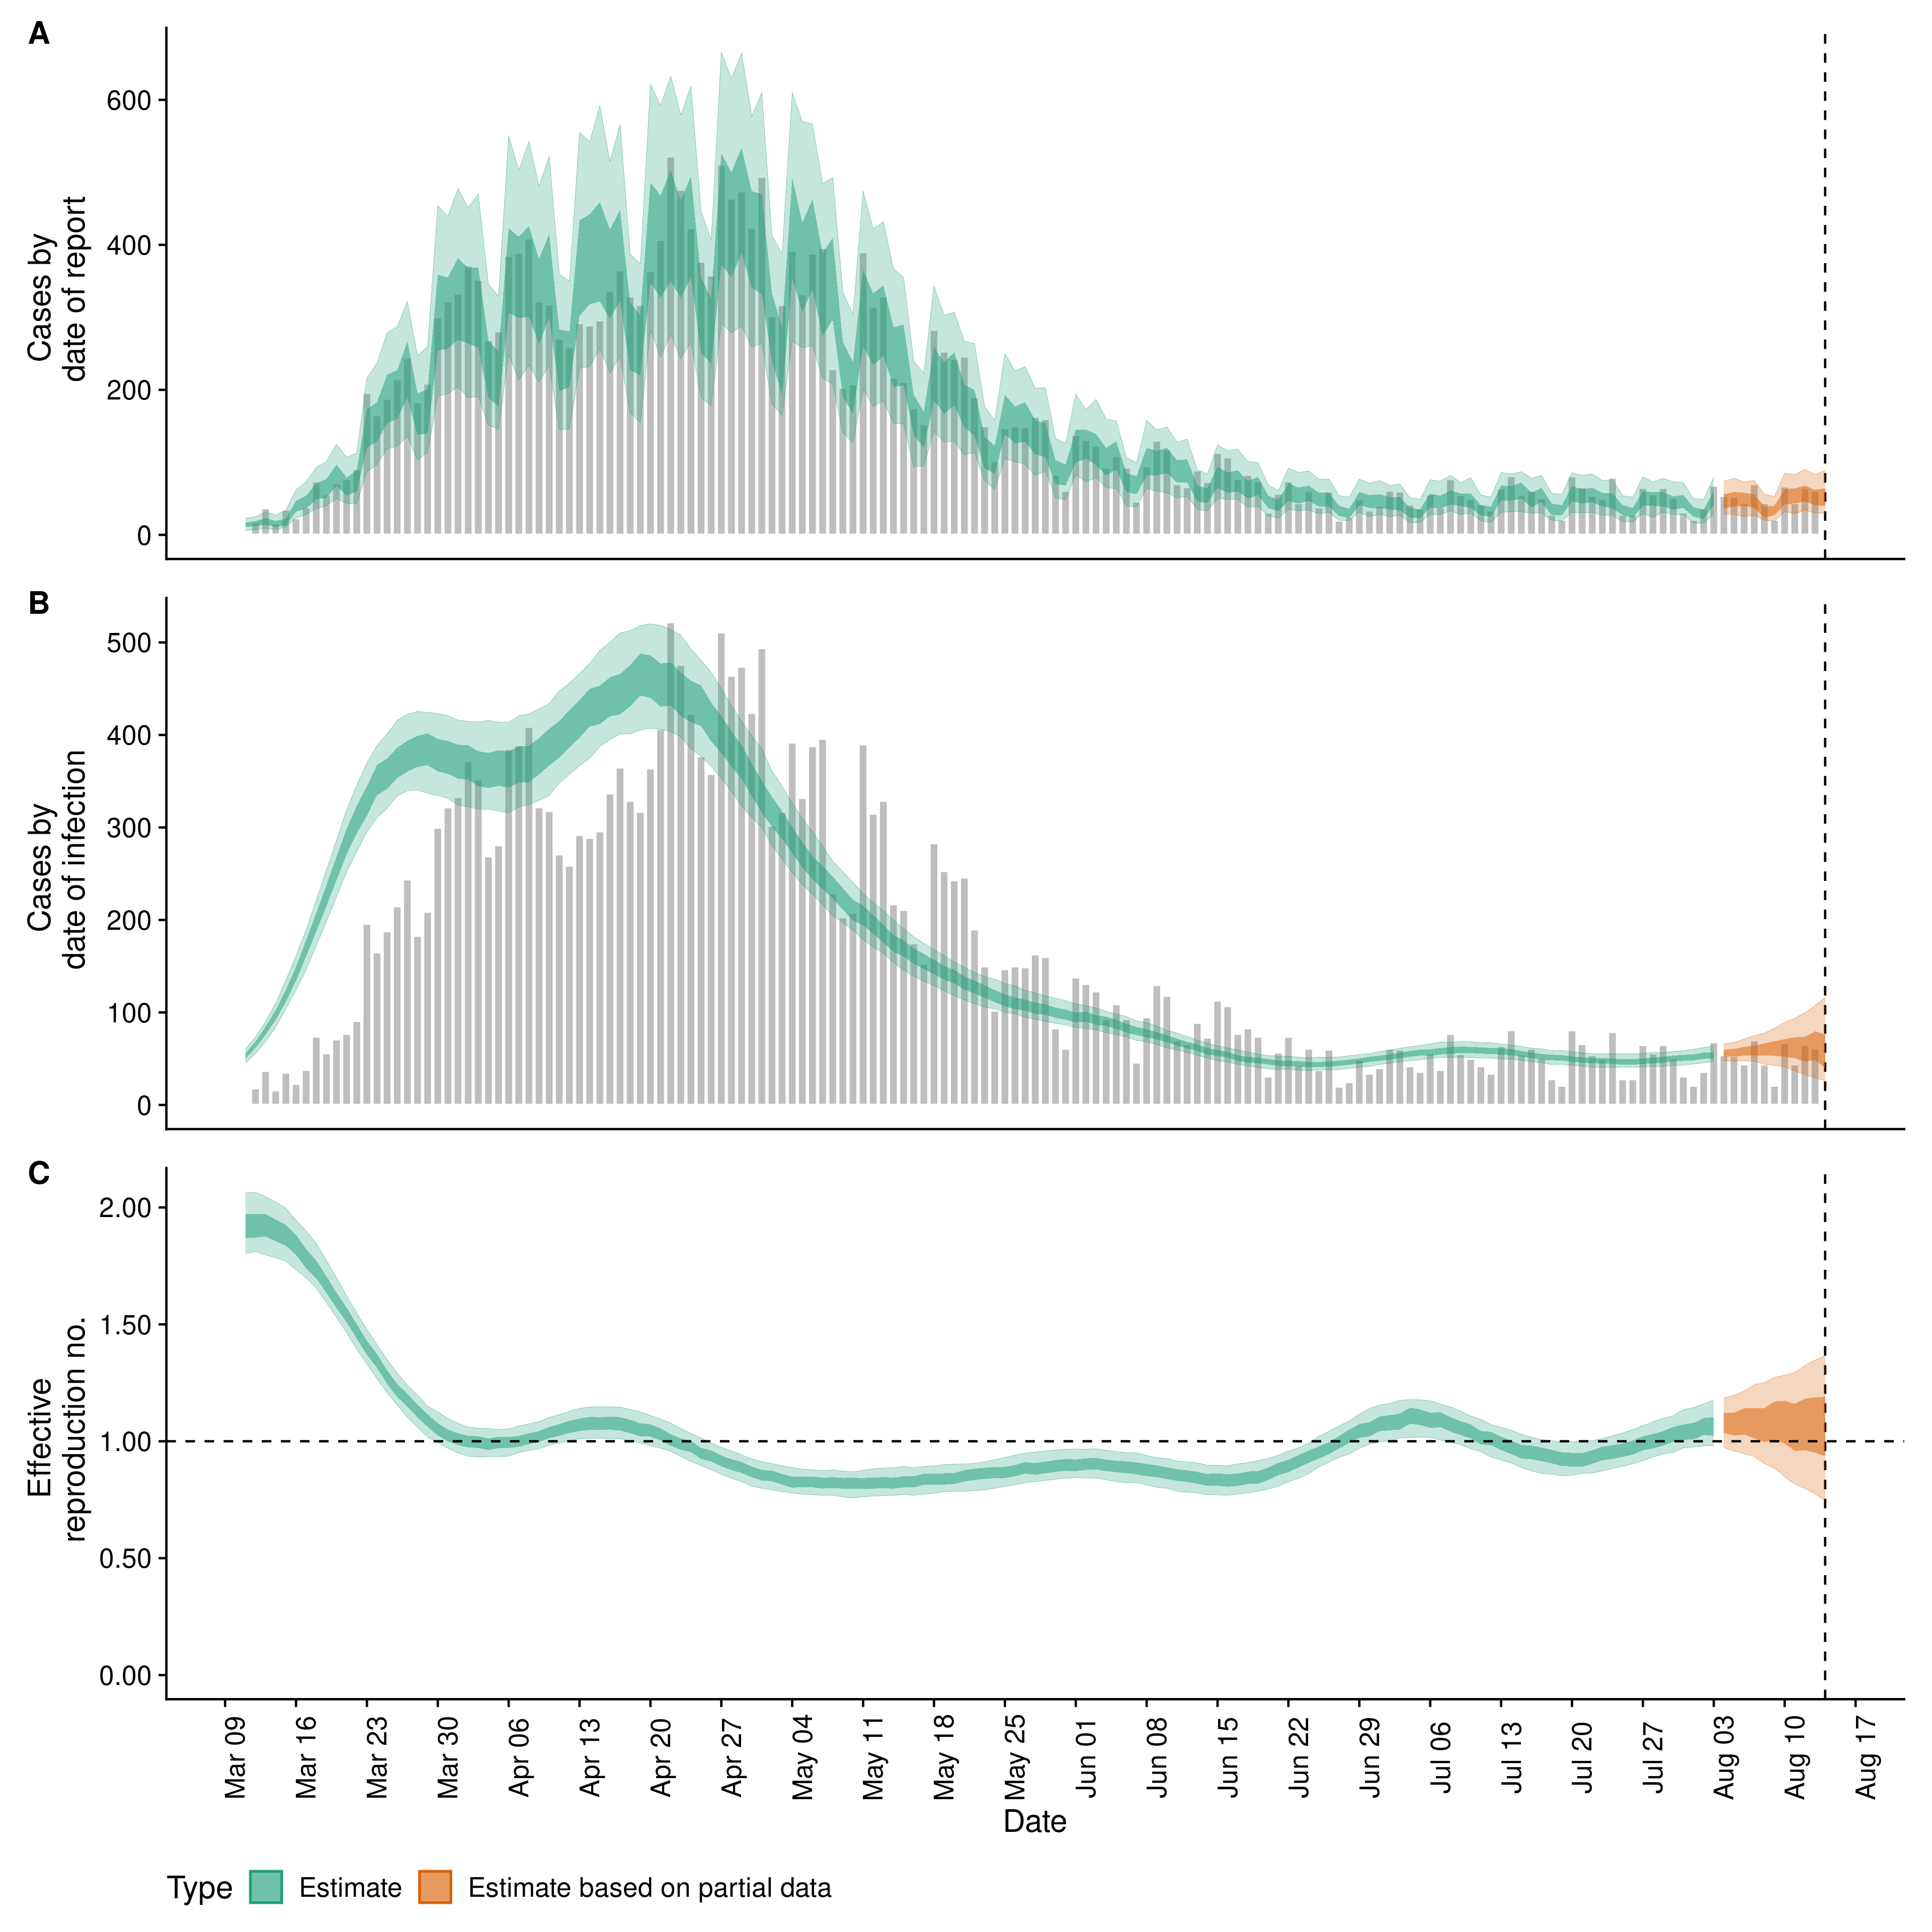 A
Cases by
date of report
600
400
200
0
B
Cases by
date of infection
500
400
300
200
100
0
C
Effective
reproduction no.
2.00
1.50
1.00
0.50
0.00
Mar 09
Mar 16
Mar 23
Mar 30
Apr 06
Apr 13
Apr 20
Apr 27
May 04
May 11
May 18
May 25
Jun 01
Jun 08
Jun 15
Jun 22
Jun 29
Jul 06
Jul 13
Jul 20
Jul 27
Aug 03
Aug 10
Aug 17
Date
Type Estimate Estimate based on partial data